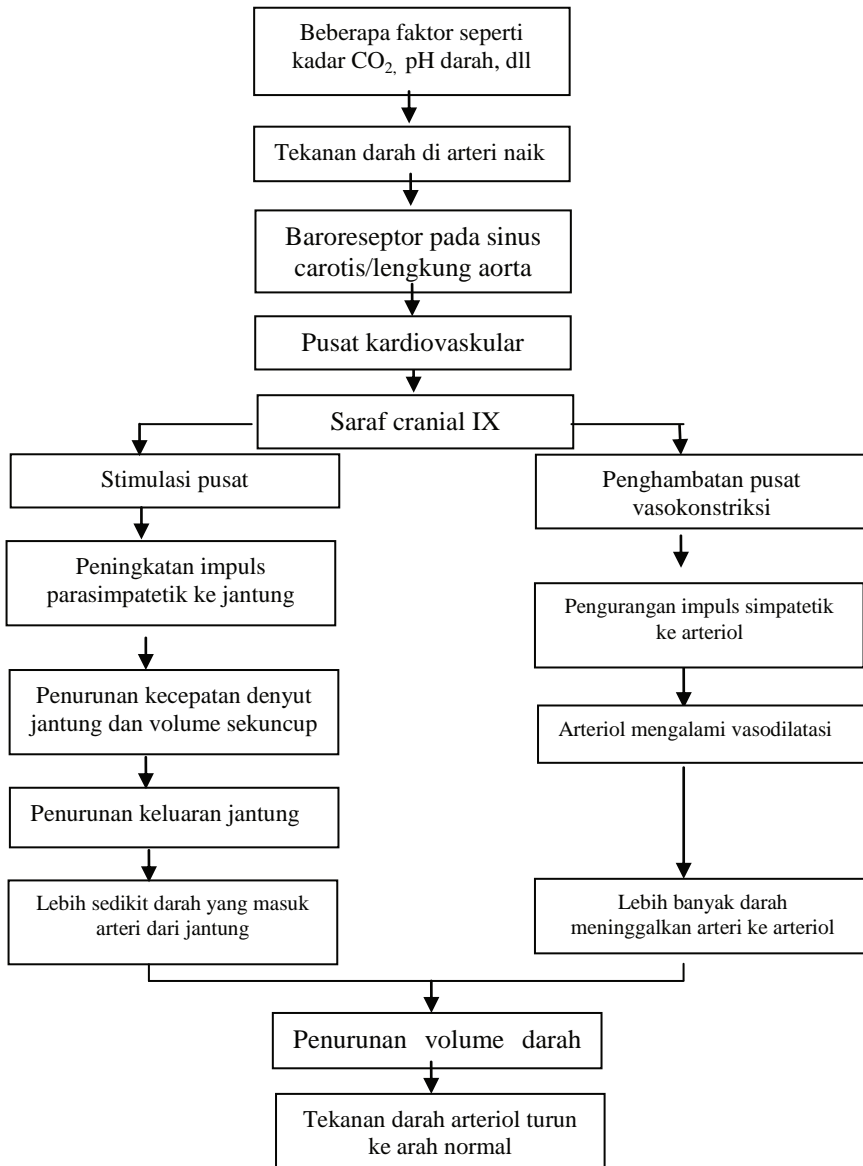 Beberapa faktor seperti
kadar CO₂, pH darah, dll
Tekanan darah di arteri naik
Baroreseptor pada sinus
carotis/lengkung aorta
Pusat kardiovaskular
Saraf cranial IX
Stimulasi pusat
Peningkatan impuls
parasimpatetik ke jantung
Penurunan kecepatan denyut
jantung dan volume sekuncup
Penurunan keluaran jantung
Lebih sedikit darah yang masuk
arteri dari jantung
Penghambatan pusat
vasokonstriksi
Pengurangan impuls simpatetik
ke arteriol
Arteriol mengalami vasodilatasi
Lebih banyak darah
meninggalkan arteri ke arteriol
Penurunan volume darah
Tekanan darah arteriol turun
ke arah normal